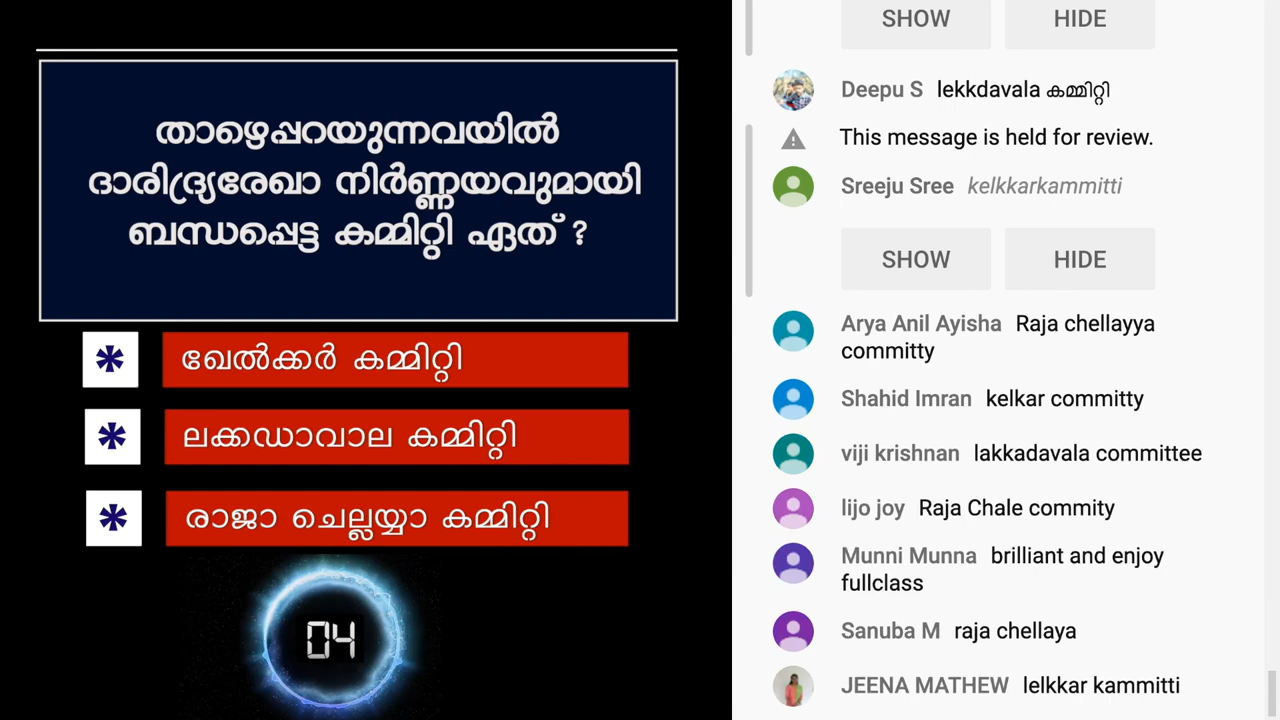 താഴെപ്പറയുന്നവയിൽ
ദാരിദ്ര്യരേഖാ നിർണ്ണയവുമായി
ബന്ധപ്പെട്ട കമ്മിറ്റി ഏത് ?
* ഖേൽക്കർ കമ്മിറ്റി
* ലക്കഡാവാല കമ്മിറ്റി
* രാജാ ചെല്ലയ്യാ കമ്മിറ്റി
04
SHOW HIDE
Deepu S lekkdavala കമ്മിറ്റി
This message is held for review.
Sreeju Sree kelkkarkammitti
SHOW HIDE
Arya Anil Ayisha Raja chellayya
committy
Shahid Imran kelkar committy
viji krishnan lakkadavala committee
lijo joy Raja Chale commity
Munni Munna brilliant and enjoy
fullclass
Sanuba M raja chellaya
JEENA MATHEW lelkkar kammitti